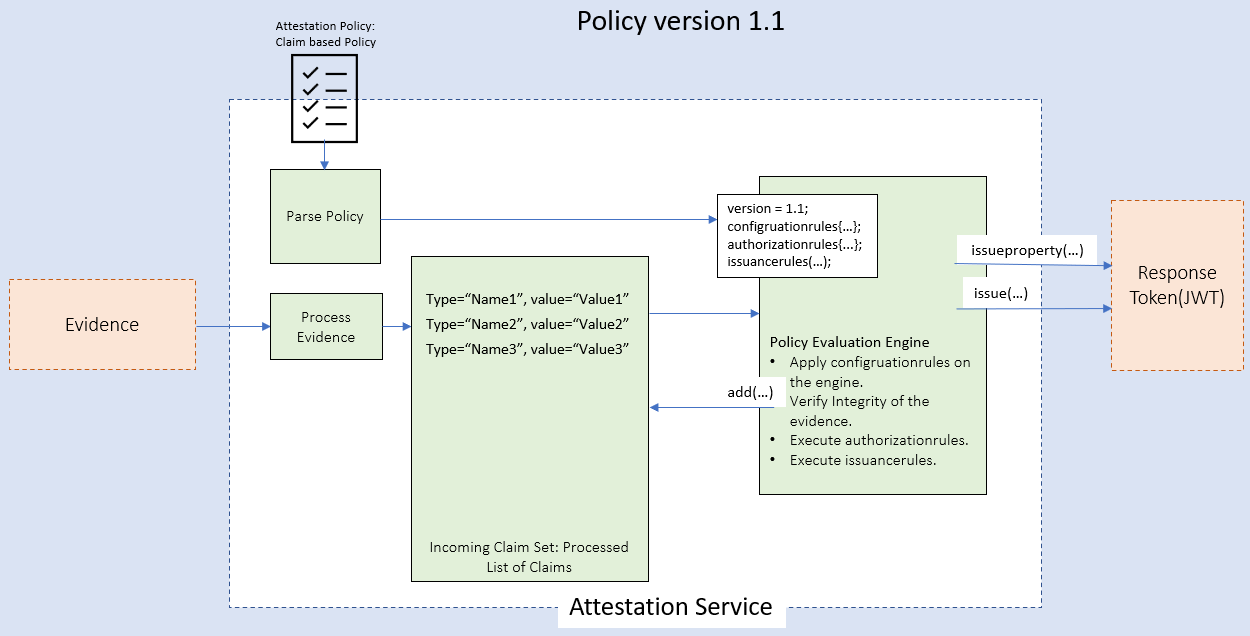 Policy version 1.1
Attestation Policy:
Claim based Policy
Parse Policy
version = 1.1;
configruationrules{…};
authorizationrules{...};
issuancerules(…);
issueproperty(…)
issue(…)
Response
Token(JWT)
Evidence
Process
Evidence
Type=“Name1”, value=“Value1”
Type=“Name2”, value=“Value2”
Type=“Name3”, value=“Value3”
Incoming Claim Set: Processed
List of Claims
add(…)
Policy Evaluation Engine
• Apply configruationrules on
the engine.
Verify Integrity of the
evidence.
• Execute authorizationrules.
• Execute issuancerules.
Attestation Service